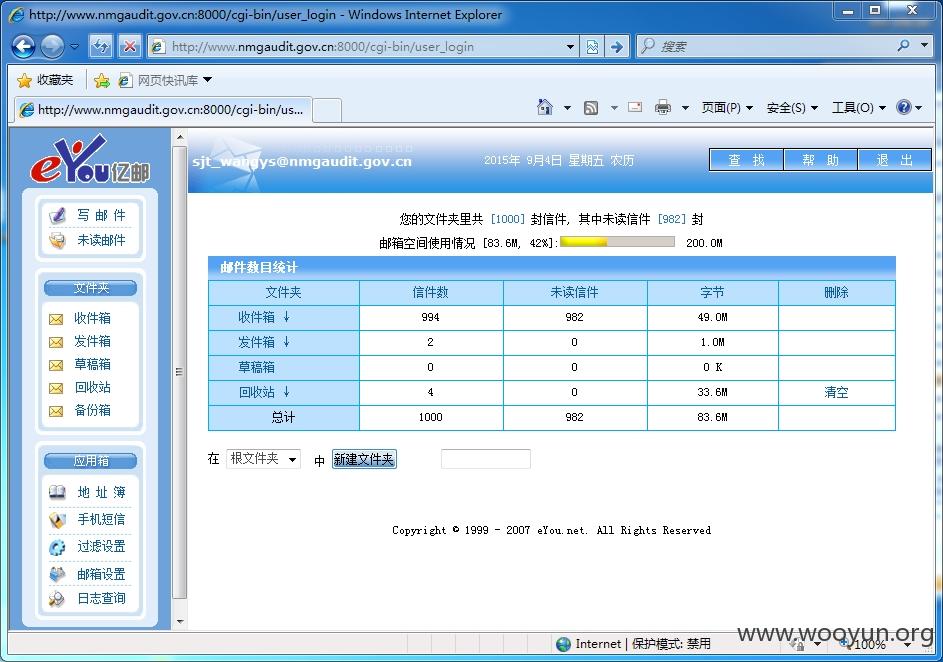 http://www.nmgaudit.gov.cn:8000/cgi-bin/user_login - Windows Internet Explorer
http://www.nmgaudit.gov.cn:8000/cgi-bin/user_login
搜索
收藏夹 网页快讯库
http://www.nmgaudit.gov.cn:8000/cgi-bin/us...
页面(P) 安全(S) 工具(O)
eYou亿邮
sjt_wangys@nmgaudit.gov.cn 2015年 9月4日 星期五 农历 查 找 帮 助 退 出
写 邮 件
未读邮件
文件夹
收件箱
发件箱
草稿箱
回收站
备份箱
应用箱
地 址 簿
手机短信
过滤设置
邮箱设置
日志查询
您的文件夹里共 [1000] 封信件, 其中未读信件 [982] 封
邮箱空间使用情况 [83.6M, 42%]: 200.0M
邮件数目统计
文件夹 信件数 未读信件 字节 删除
收件箱 ↓ 994 982 49.0M
发件箱 ↓ 2 0 1.0M
草稿箱 0 0 0 K
回收站 ↓ 4 0 33.6M 清空
总计 1000 982 83.6M
在 根文件夹 中 新建文件夹
Copyright © 1999 - 2007 eYou.net. All Rights Reserved
Internet | 保护模式: 禁用 100%
www.wooyun.org